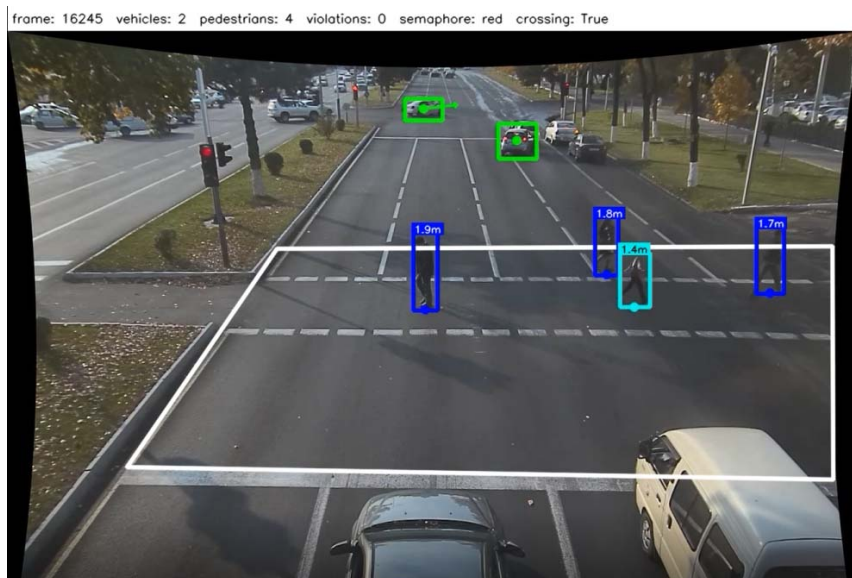 frame: 16245 vehicles: 2 pedestrians: 4 violations: 0 semaphore: red crossing: True
1.8m
1.9m
1.7m
1.4m